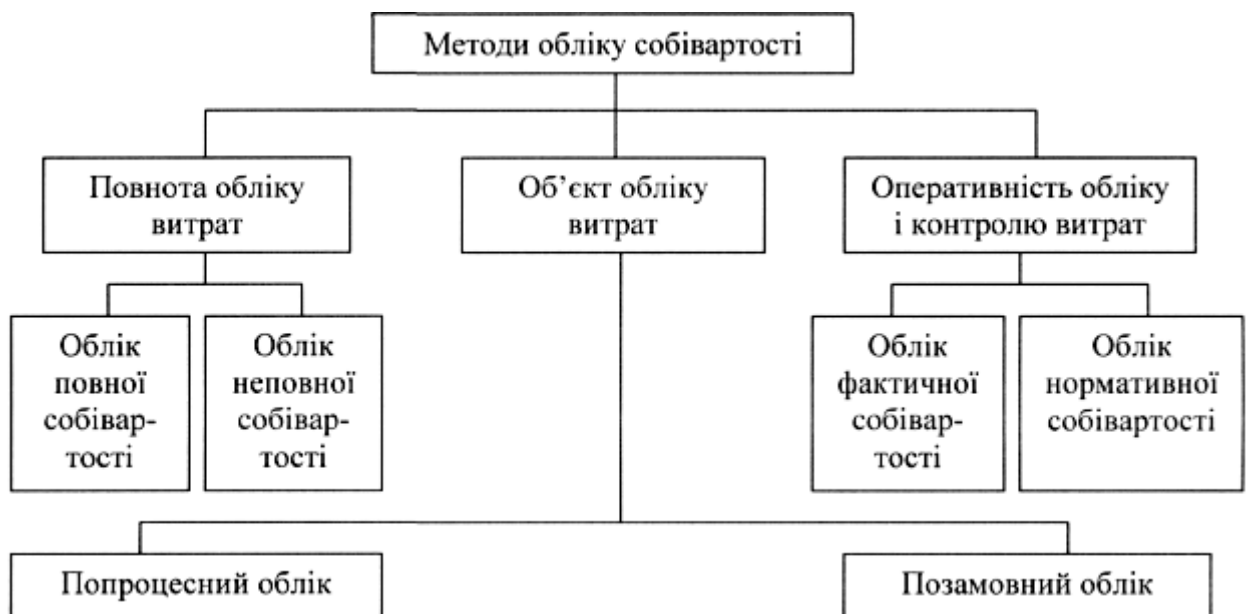 Методи обліку собівартості
Повнота обліку
витрат
Об’єкт обліку
витрат
Оперативність обліку
і контролю витрат
Облік
повної
собівар-
тості
Облік
неповної
собівар-
тості
Облік
фактичної
собівар-
тості
Облік
нормативної
собівартості
Попроцесний облік
Позамовний облік